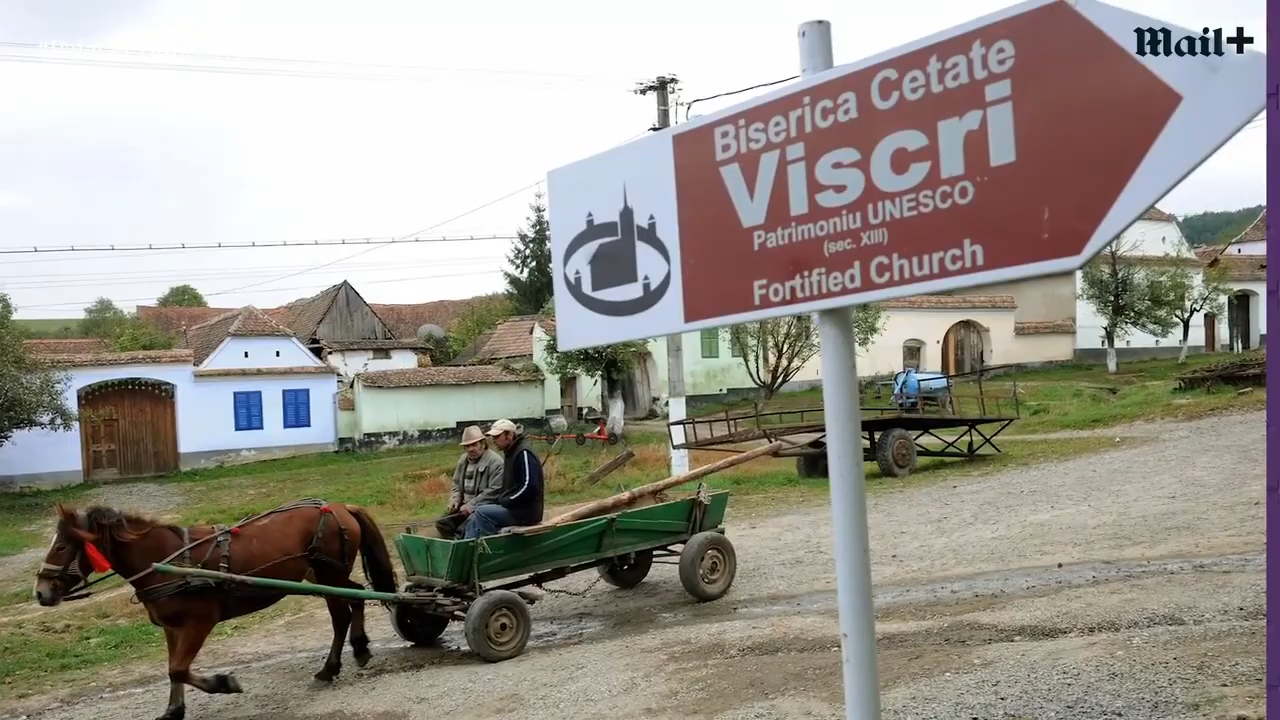 Mail+
Biserica Cetate
Viscri
Patrimoniu UNESCO
(sec. XIII)
Fortified Church